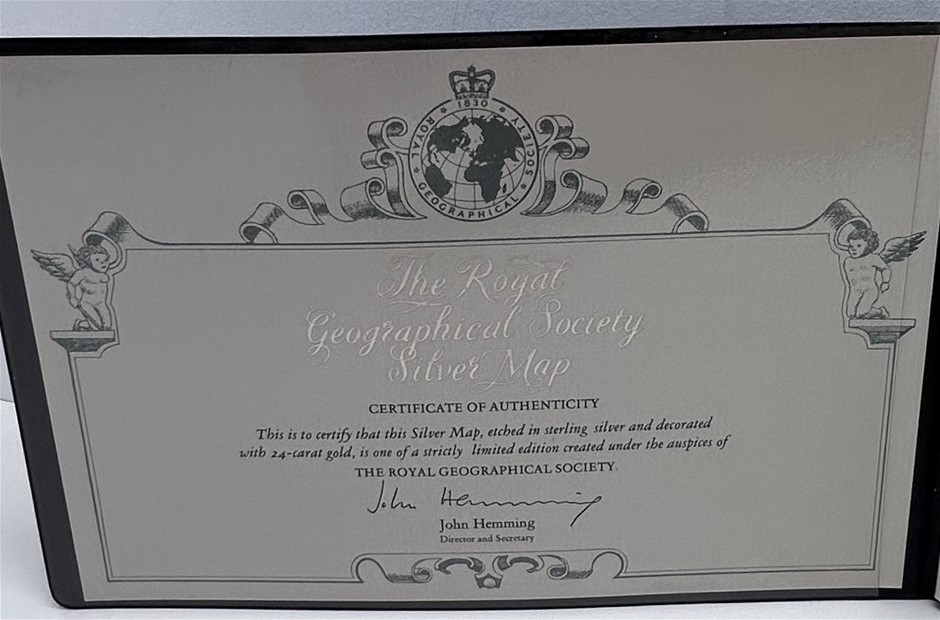 1830
ROYAL GEOGRAPHICAL SOCIETY
The Royal
Geographical Society
Silver Map
CERTIFICATE OF AUTHENTICITY
This is to certify that this Silver Map, etched in sterling silver and decorated
with 24-carat gold, is one of a strictly limited edition created under the auspices of
THE ROYAL GEOGRAPHICAL SOCIETY.
John Hemming
John Hemming
Director and Secretary